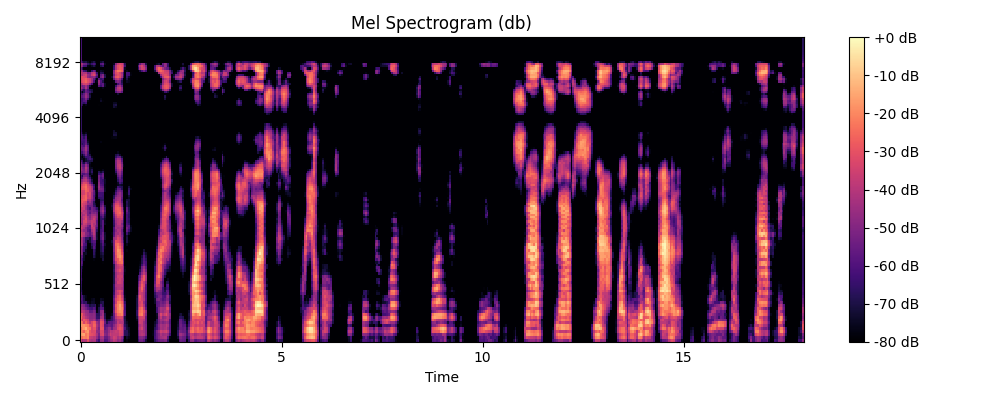 Mel Spectrogram (db)
8192
4096
2048
1024
512
0
Hz
0 5 10 15
Time
+0 dB
-10 dB
-20 dB
-30 dB
-40 dB
-50 dB
-60 dB
-70 dB
-80 dB